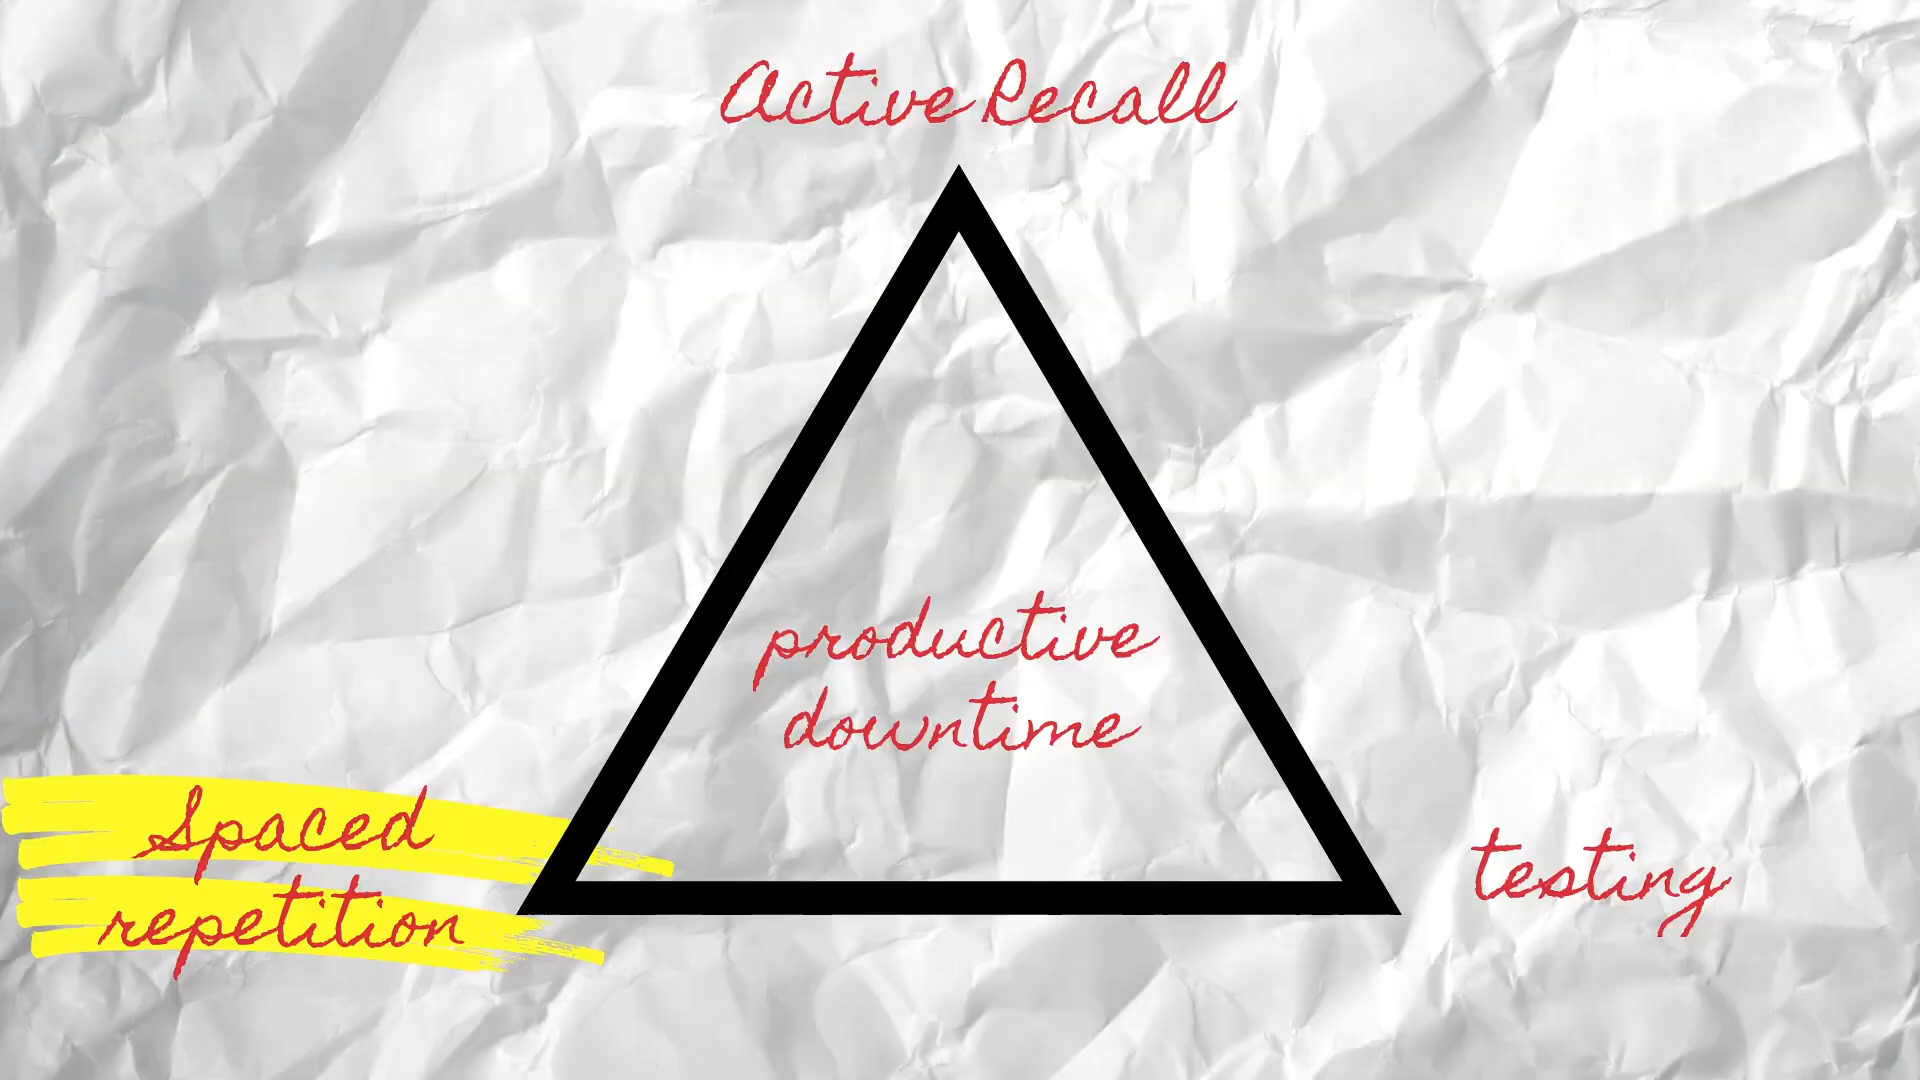 Active Recall
productive
downtime
Spaced
repetition
testing